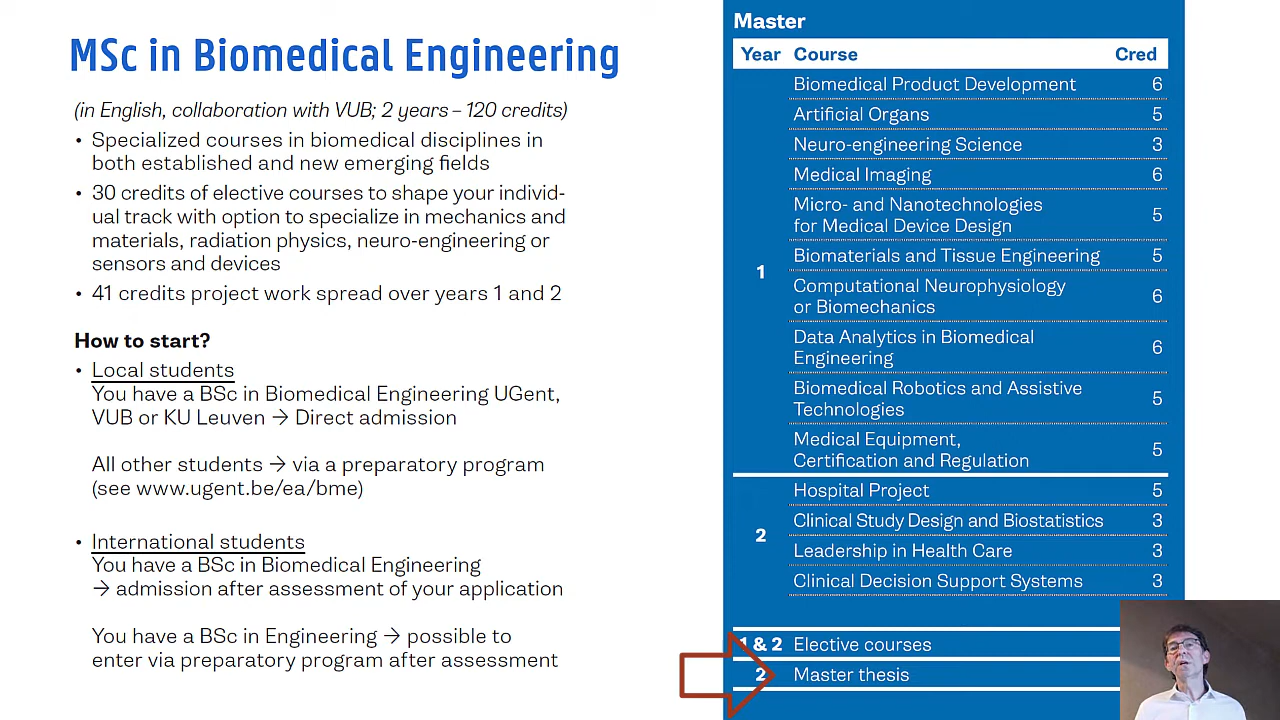 MSc in Biomedical Engineering
(in English, collaboration with VUB; 2 years – 120 credits)
• Specialized courses in biomedical disciplines in
both established and new emerging fields
• 30 credits of elective courses to shape your individ-
ual track with option to specialize in mechanics and
materials, radiation physics, neuro-engineering or
sensors and devices
• 41 credits project work spread over years 1 and 2
How to start?
• Local students
You have a BSc in Biomedical Engineering UGent,
VUB or KU Leuven → Direct admission
All other students → via a preparatory program
(see www.ugent.be/ea/bme)
• International students
You have a BSc in Biomedical Engineering
→ admission after assessment of your application
You have a BSc in Engineering → possible to
enter via preparatory program after assessment
Master
Year Course Cred
Biomedical Product Development 6
Artificial Organs 5
Neuro-engineering Science 3
Medical Imaging 6
Micro- and Nanotechnologies
for Medical Device Design 5
Biomaterials and Tissue Engineering 5
1
Computational Neurophysiology
or Biomechanics 6
Data Analytics in Biomedical
Engineering 6
Biomedical Robotics and Assistive
Technologies 5
Medical Equipment,
Certification and Regulation 5
Hospital Project 5
Clinical Study Design and Biostatistics 3
2
Leadership in Health Care 3
Clinical Decision Support Systems 3
1 & 2 Elective courses
2 Master thesis